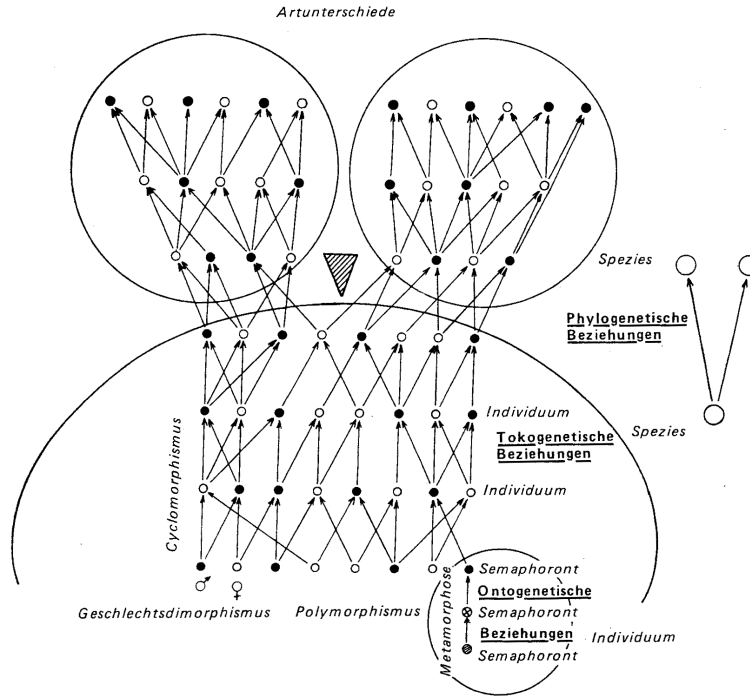 Artunterschiede
Spezies
Phylogenetische
Beziehungen
Cyclomorphismus
Individuum
Tokogenetische
Beziehungen
Spezies
Individuum
Geschlechtsdimorphismus
Polymorphismus
Metamorphose
Semaphoront
Ontogenetische
Semaphoront
Beziehungen
Individuum
Semaphoront